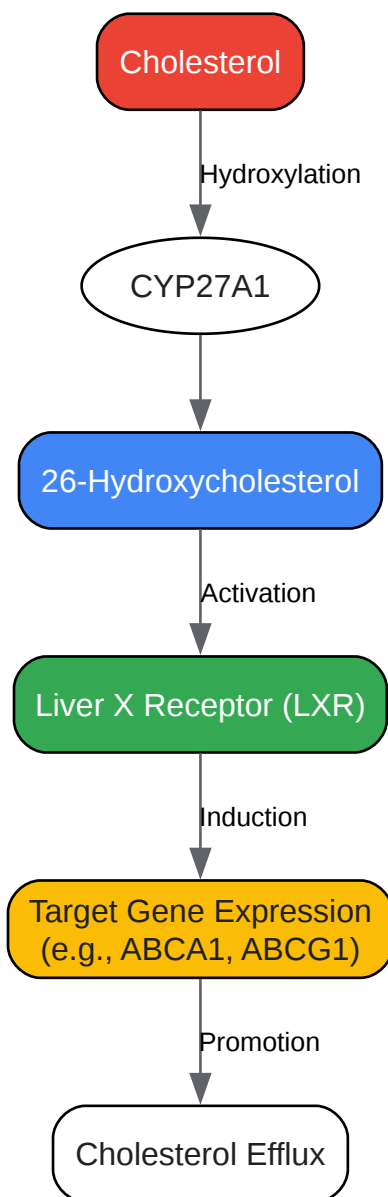 Cholesterol
Hydroxylation
CYP27A1
26-Hydroxycholesterol
Activation
Liver X Receptor (LXR)
Induction
Target Gene Expression
(e.g., ABCA1, ABCG1)
Promotion
Cholesterol Efflux